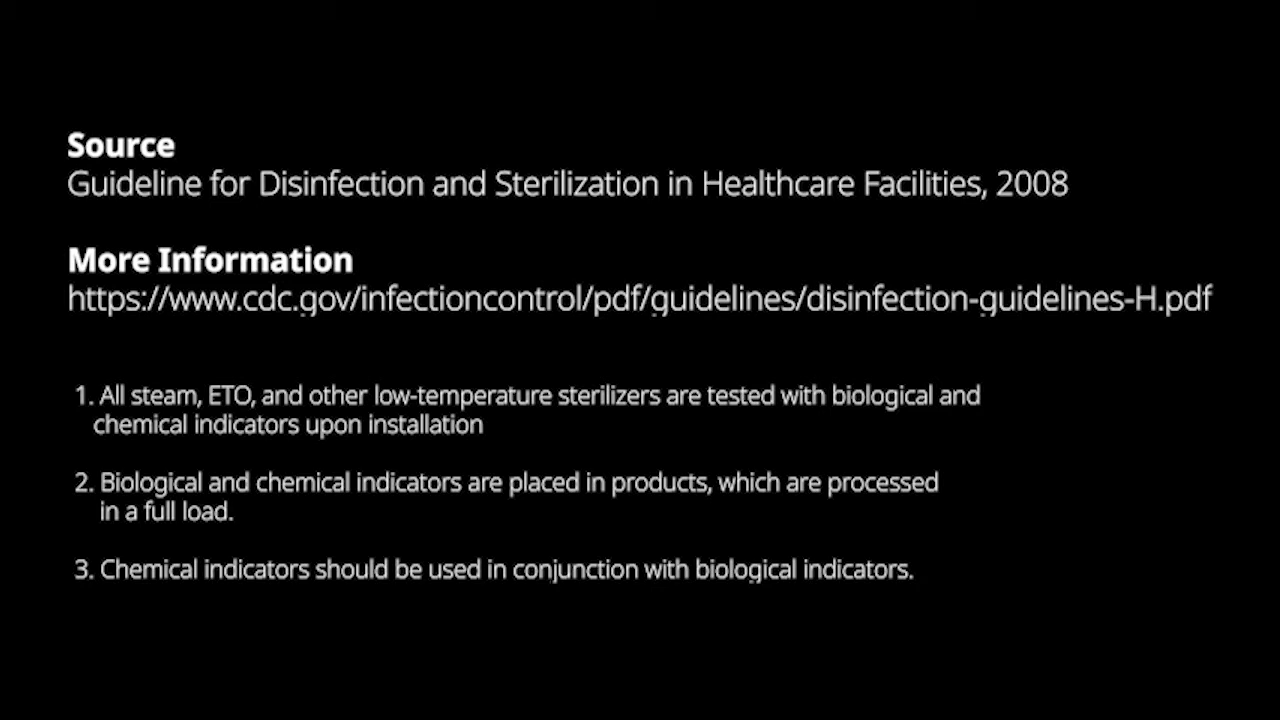 Source
Guideline for Disinfection and Sterilization in Healthcare Facilities, 2008
More Information
https://www.cdc.gov/infectioncontrol/pdf/guidelines/disinfection-guidelines-H.pdf
1. All steam, ETO, and other low-temperature sterilizers are tested with biological and
chemical indicators upon installation
2. Biological and chemical indicators are placed in products, which are processed
in a full load.
3. Chemical indicators should be used in conjunction with biological indicators.